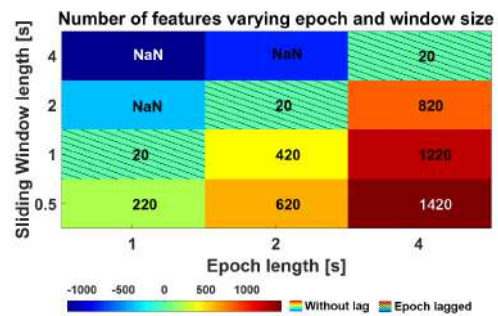 Number of features varying epoch and window size
Sliding Window length [s]
4 NaN NaN 20
2 NaN 20 820
1 20 420 1220
0.5 220 620 1420
1 2 4
Epoch length [s]
-1000 -500 0 500 1000 Without lag Epoch lagged